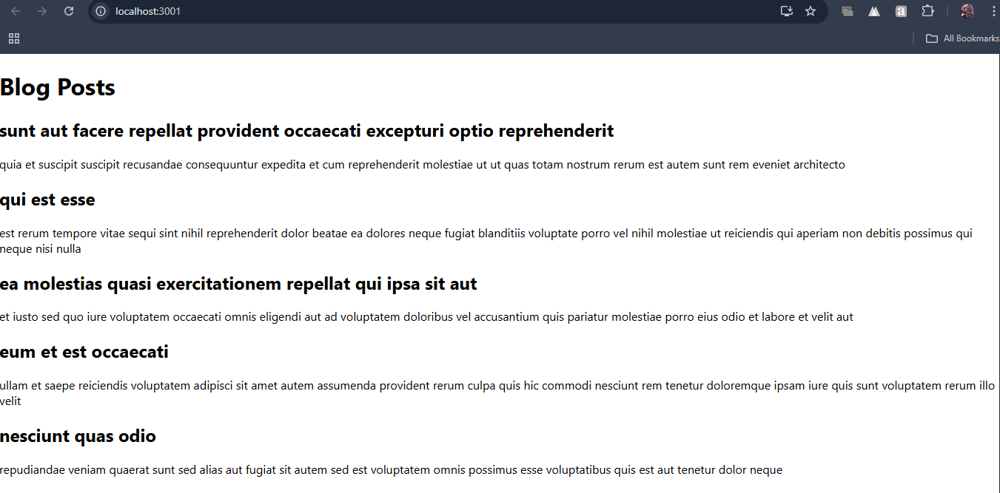 localhost:3001
All Bookmarks
Blog Posts
sunt aut facere repellat provident occaecati excepturi optio reprehenderit
quia et suscipit suscipit recusandae consequuntur expedita et cum reprehenderit molestiae ut ut quas totam nostrum rerum est autem sunt rem eveniet architecto
qui est esse
est rerum tempore vitae sequi sint nihil reprehenderit dolor beatae ea dolores neque fugiat blanditiis voluptate porro vel nihil molestiae ut reiciendis qui aperiam non debitis possimus qui
neque nisi nulla
ea molestias quasi exercitationem repellat qui ipsa sit aut
et iusto sed quo iure voluptatem occaecati omnis eligendi aut ad voluptatem doloribus vel accusantium quis pariatur molestiae porro eius odio et labore et velit aut
eum et est occaecati
ullam et saepe reiciendis voluptatem adipisci sit amet autem assumenda provident rerum culpa quis hic commodi nesciunt rem tenetur doloremque ipsam iure quis sunt voluptatem rerum illo
velit
nesciunt quas odio
repudiandae veniam quaerat sunt sed alias aut fugiat sit autem sed est voluptatem omnis possimus esse voluptatibus quis est aut tenetur dolor neque